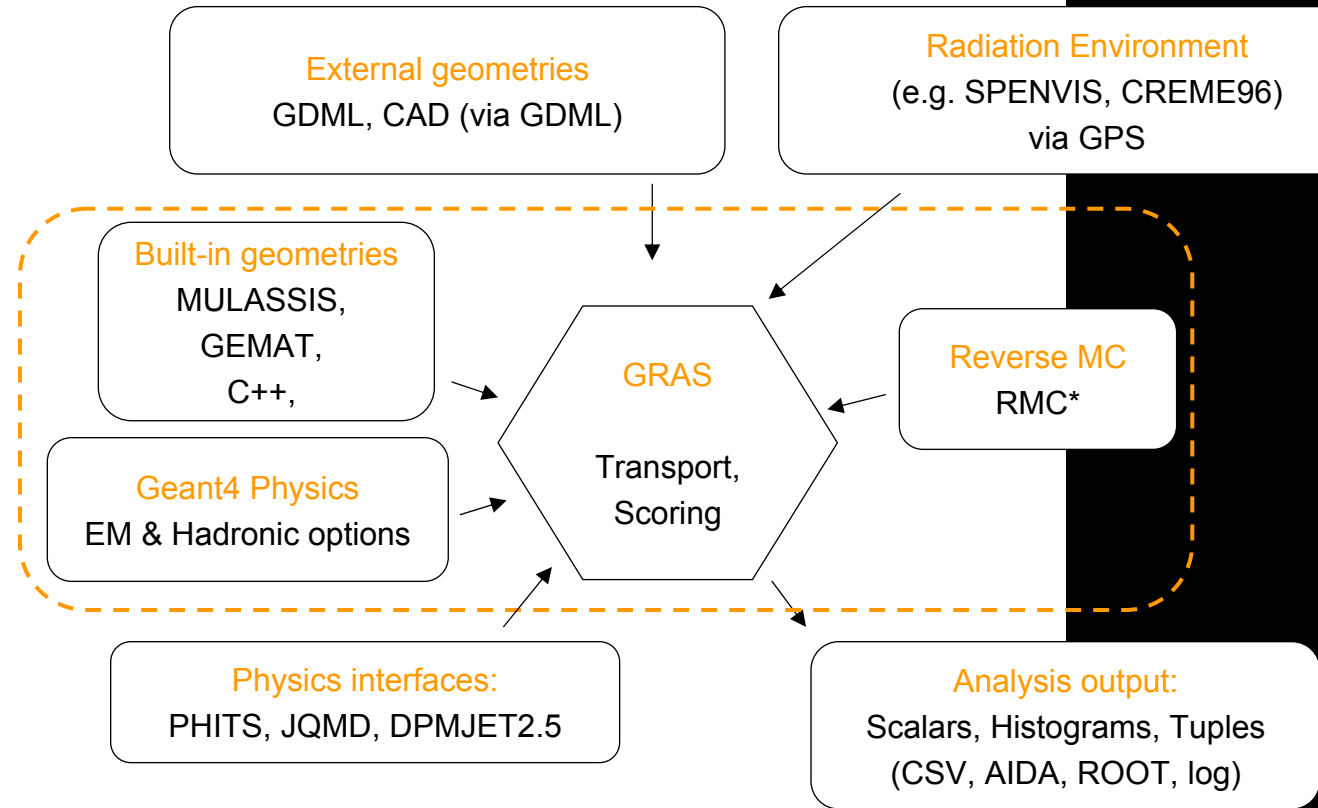 External geometries
GDML, CAD (via GDML)
Radiation Environment
(e.g. SPENVIS, CREME96)
via GPS
Built-in geometries
MULASSIS,
GEMAT,
C++,
GRAS
Transport,
Scoring
Reverse MC
RMC*
Geant4 Physics
EM & Hadronic options
Physics interfaces:
PHITS, JQMD, DPMJET2.5
Analysis output:
Scalars, Histograms, Tuples
(CSV, AIDA, ROOT, log)